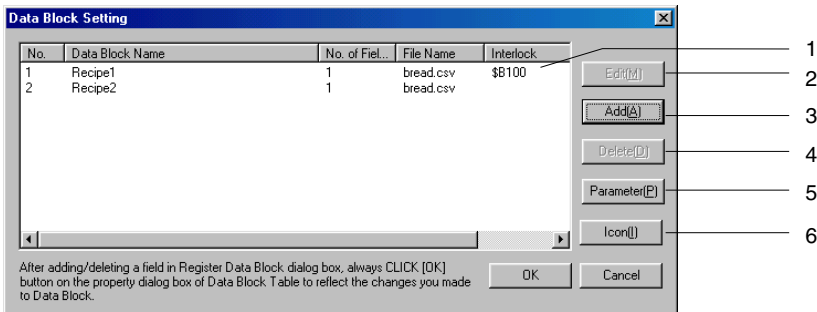 Data Block Setting
No. Data Block Name No. of Fiel... File Name Interlock
1 Recipe1 1 bread.csv $B100
2 Recipe2 1 bread.csv
1
Edit(M)
2
Add(A)
3
Delete(D)
4
Parameter(P)
5
Icon(I)
6
After adding/deleting a field in Register Data Block dialog box, always CLICK [OK]
button on the property dialog box of Data Block Table to reflect the changes you made
to Data Block.
OK Cancel